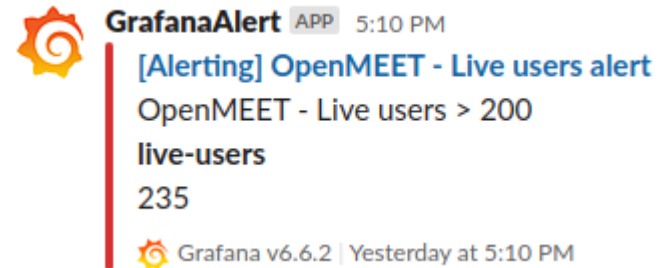 GrafanaAlert APP 5:10 PM
[Alerting] OpenMEET - Live users alert
OpenMEET - Live users > 200
live-users
235
Grafana v6.6.2 | Yesterday at 5:10 PM